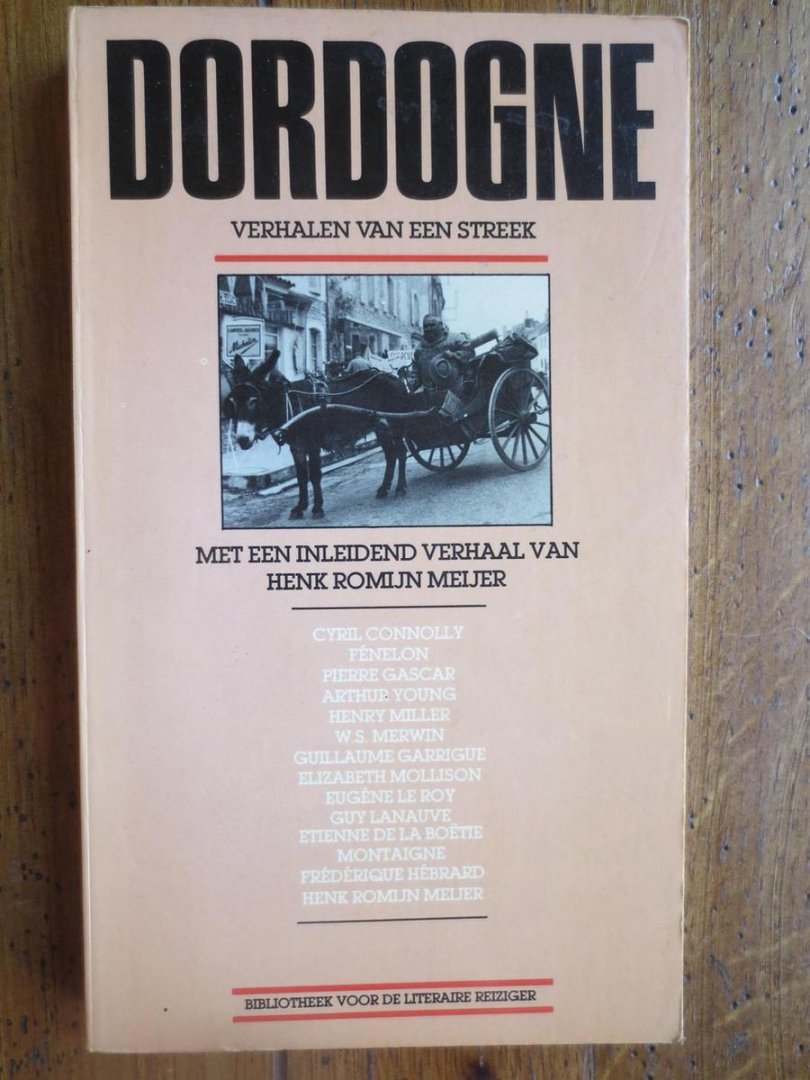 DORDOGNE
VERHALEN VAN EEN STREEK
Michelin
MET EEN INLEIDEND VERHAAL VAN
HENK ROMIJN MEIJER
CYRIL CONNOLLY
FÉNELON
PIERRE GASCAR
ARTHUR YOUNG
HENRY MILLER
W.S. MERWIN
GUILLAUME GARRIGUE
ELIZABETH MOLLISON
EUGÈNE LE ROY
GUY LANAUVE
ETIENNE DE LA BOËTIE
MONTAIGNE
FRÉDÉRIQUE HÉBRARD
HENK ROMIJN MEIJER
BIBLIOTHEEK VOOR DE LITERAIRE REIZIGER